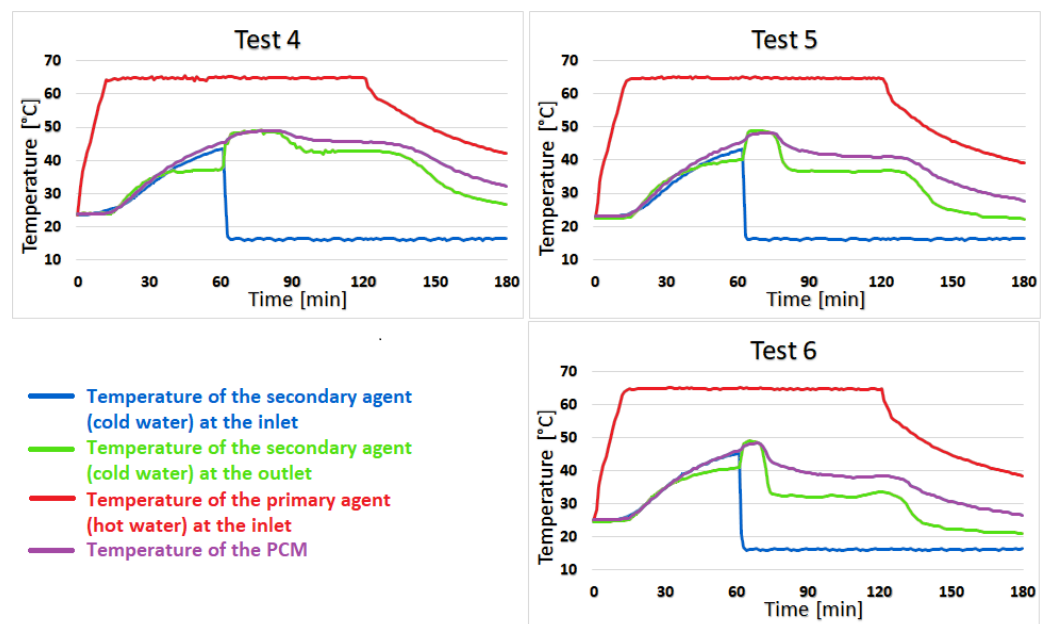 Test 4
70
60
50
40
30
20
10
Temperature [°C]
0 30 60 90 120 150 180
Time [min]
Test 5
70
60
50
40
30
20
10
Temperature [°C]
0 30 60 90 120 150 180
Time [min]
Temperature of the secondary agent
(cold water) at the inlet
Temperature of the secondary agent
(cold water) at the outlet
Temperature of the primary agent
(hot water) at the inlet
Temperature of the PCM
Test 6
70
60
50
40
30
20
10
Temperature [°C]
0 30 60 90 120 150 180
Time [min]